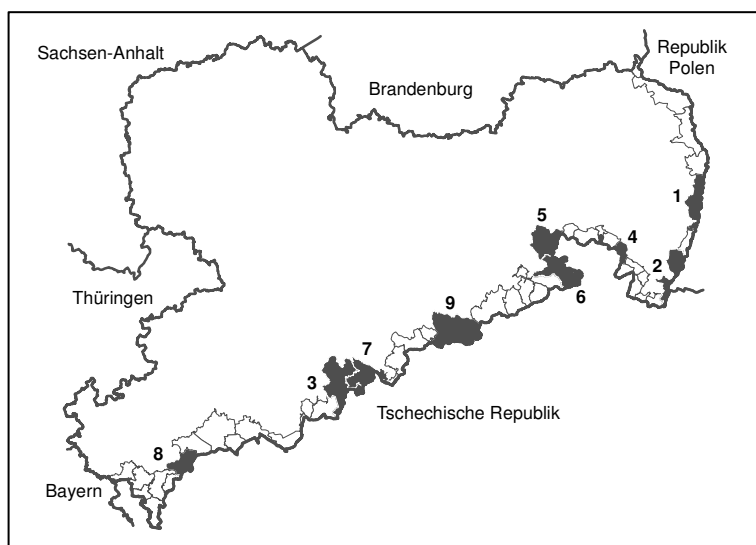 Sachsen-Anhalt
Republik
Polen
Brandenburg
1
5
4
2
Thüringen
6
9
7
3
Tschechische Republik
8
Bayern